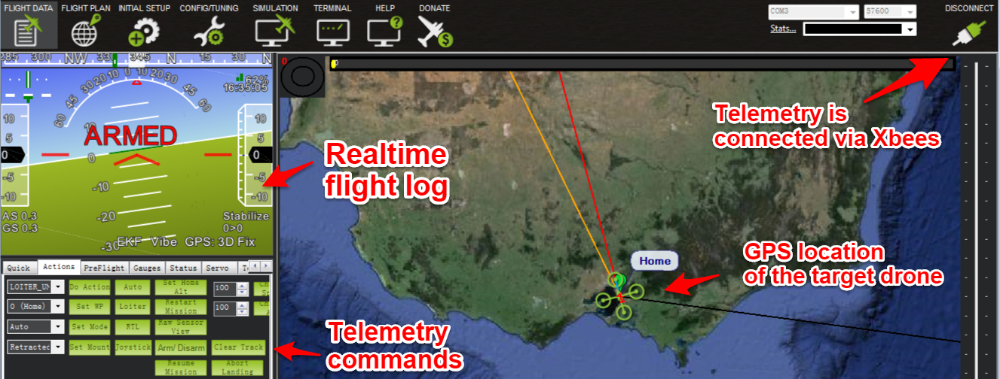 FLIGHT DATA FLIGHT PLAN INITIAL SETUP CONFIG/TUNING SIMULATION TERMINAL HELP DONATE DISCONNECT
COM3 57600
Stats...
285 300 NW 33 345 N 15 30 N
60 45 30 20 10 0 10 20 30 45 60
62%
16:35:05
ARMED
10 10 10
5 5
0 0 0
-5 -10 -5
-10 -10
AS 0.3 -20 Stabilize
GS 0.3 0>0
-30 EKF Vibe GPS: 3D Fix
Realtime
flight log
Telemetry is
connected via Xbees
Home
GPS location
of the target drone
Quick Actions PreFlight Gauges Status Servo
LOITER_UN Do Action Auto Set Home Alt 100
0 (Home) Set WP Loiter Restart Mission 100
Auto Set Mode RTL Raw Sensor View
Retracted Set Mount Joystick Arm/ Disarm Clear Track
Resume Mission Abort Landing
Telemetry
commands